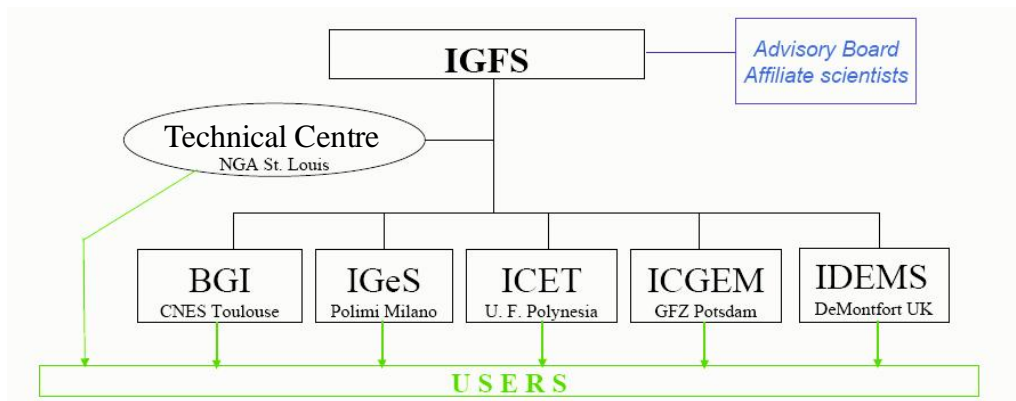 IGFS
Advisory Board
Affiliate scientists
Technical Centre
NGA St. Louis
BGI
CNES Toulouse
IGeS
Polimi Milano
ICET
U. F. Polynesia
ICGEM
GFZ Potsdam
IDEMS
DeMontfort UK
U S E R S